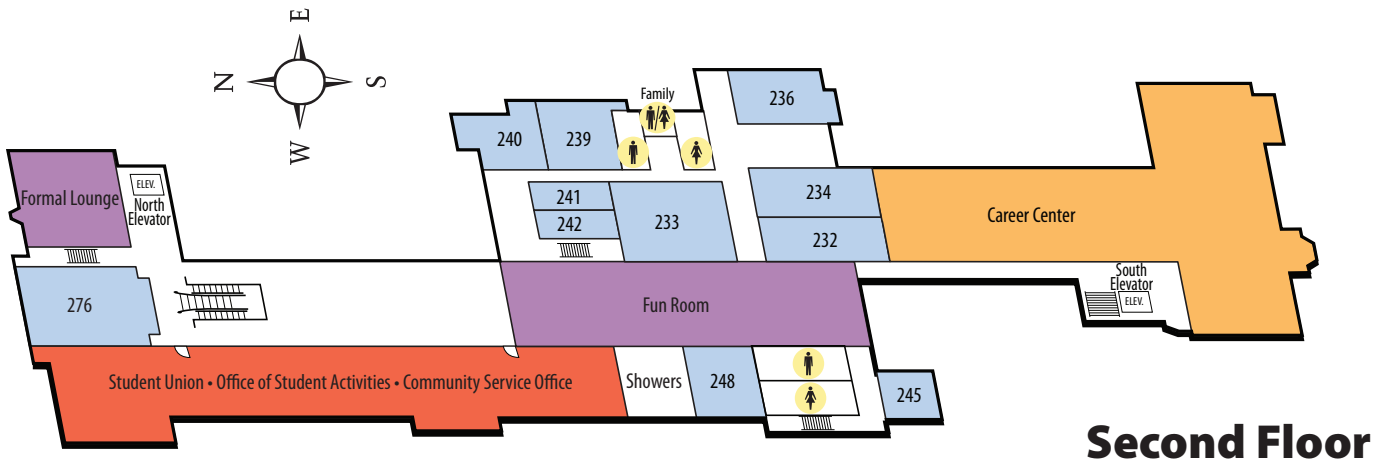 E
N
S
W
Family
236
240
239
Formal Lounge
ELEV.
North
Elevator
241
242
233
234
232
Career Center
276
Fun Room
South
Elevator
ELEV.
Student Union • Office of Student Activities • Community Service Office
Showers
248
245
Second Floor